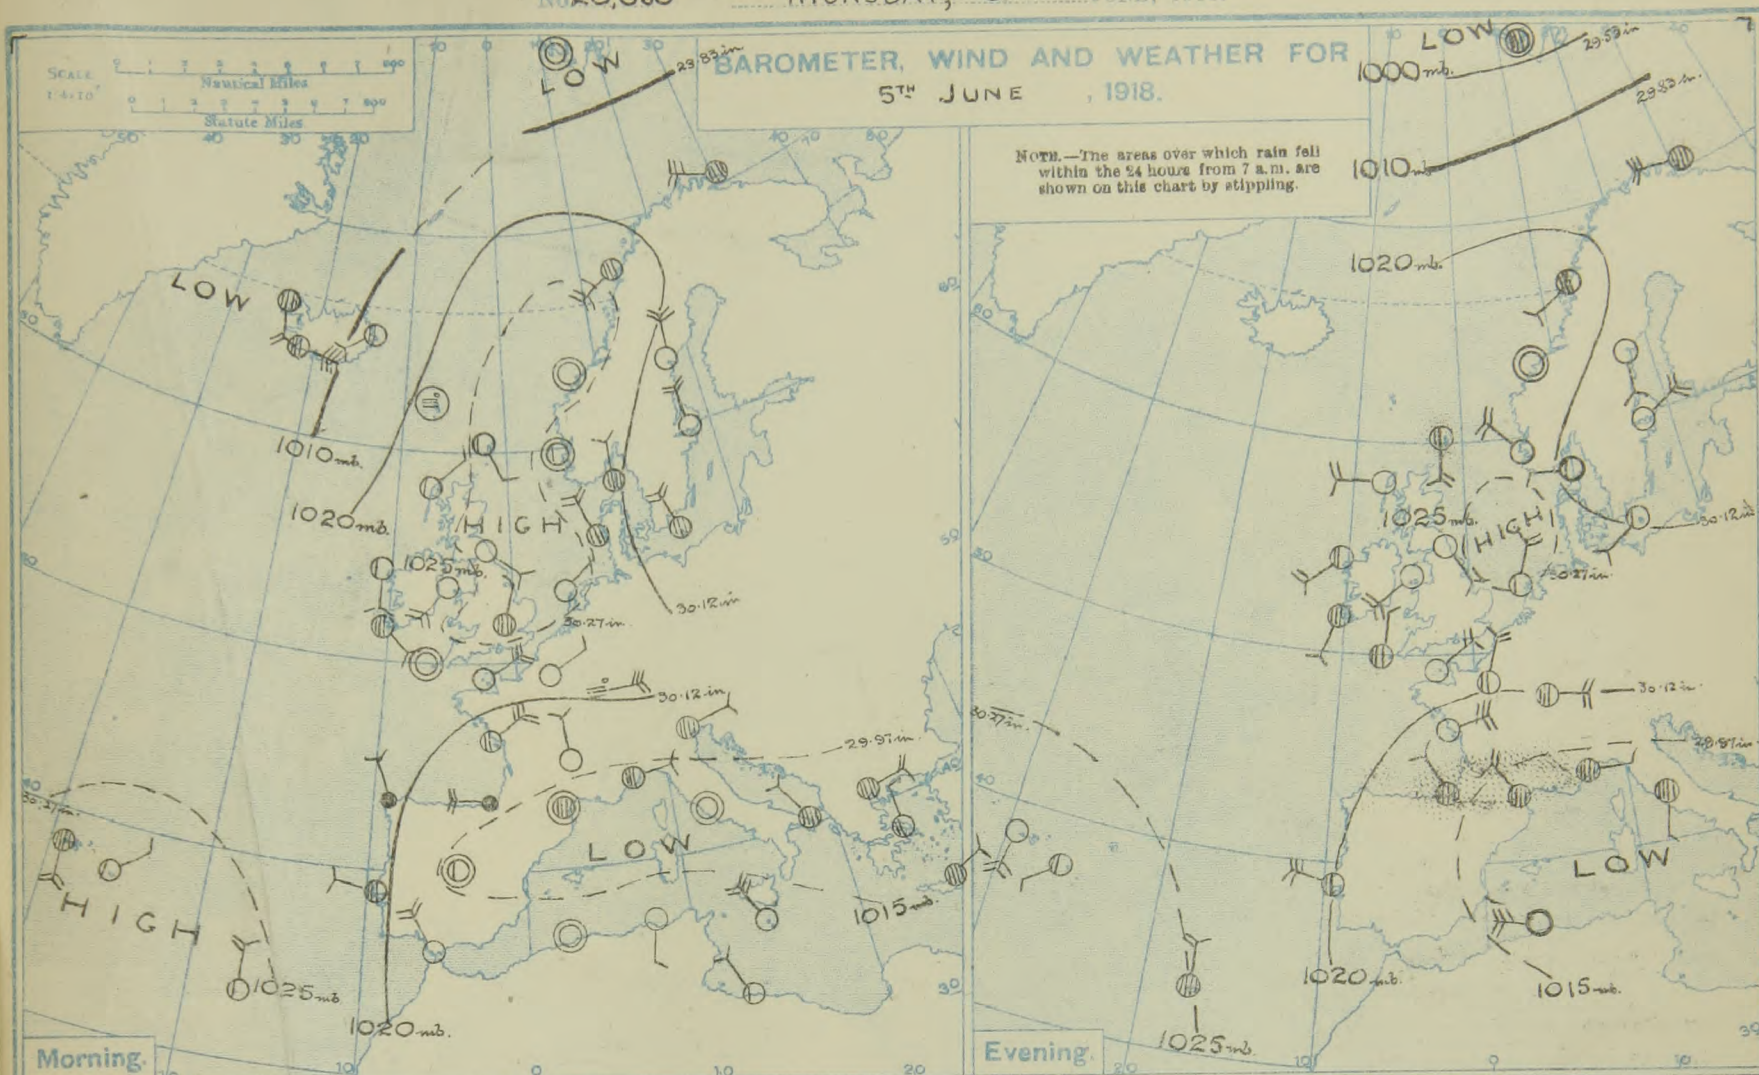 SCALE
Nautical Miles
Statute Miles
BAROMETER, WIND AND WEATHER FOR
5TH JUNE, 1918.
NOTE.—The areas over which rain fell
within the 24 hours from 7 a.m. are
shown on this chart by stippling.
LOW
LOW
1010 mb.
1020 mb.
HIGH
1025 mb.
30·12 in
30·27 in.
30·12 in
29·97 in.
LOW
1015 mb.
HIGH
1025 mb
1020 mb.
Morning.
LOW
29·53 in
1000 mb.
29·83 in.
1010 mb
1020 mb.
1025 mb.
HIGH
30·12 in
30·27 in.
30·12 in.
30·27 in.
29·97 in
LOW
1020 mb.
1015 mb.
1025 mb.
Evening.